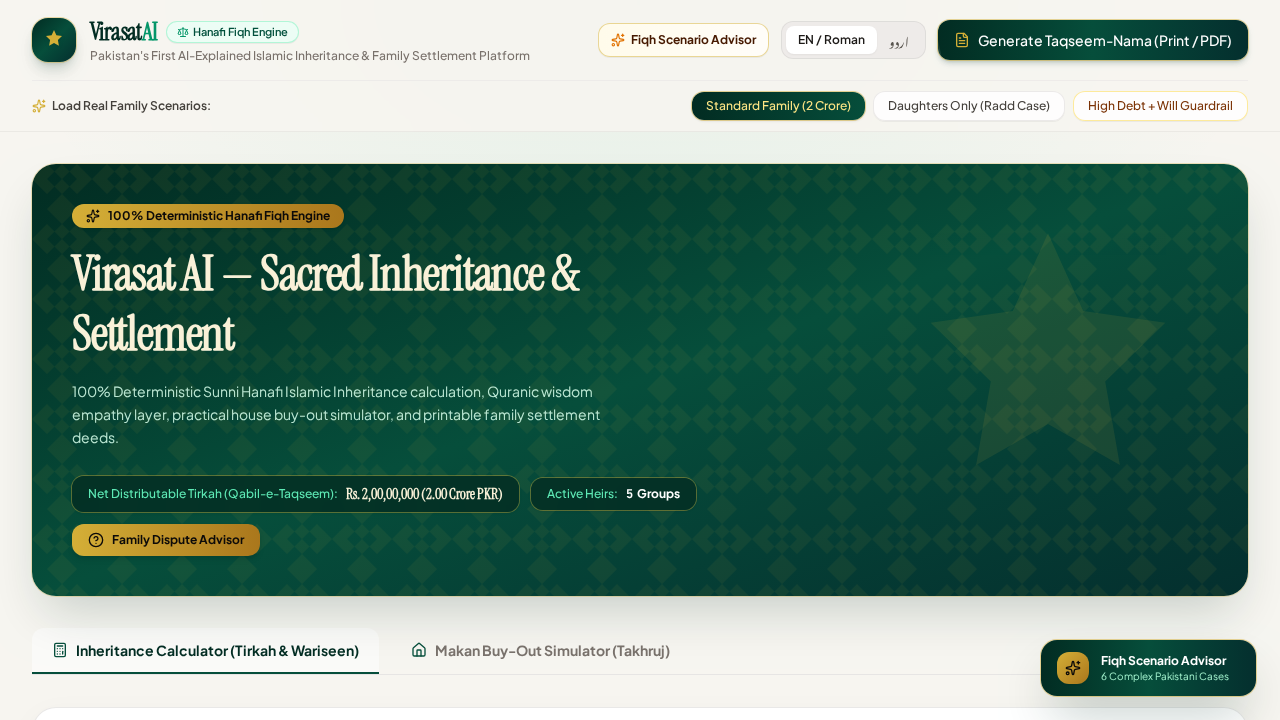 VirasatAI
Hanafi Fiqh Engine
Pakistan's First AI-Explained Islamic Inheritance & Family Settlement Platform
Fiqh Scenario Advisor
EN / Roman
اردو
Generate Taqseem-Nama (Print / PDF)
Load Real Family Scenarios:
Standard Family (2 Crore)
Daughters Only (Radd Case)
High Debt + Will Guardrail
100% Deterministic Hanafi Fiqh Engine
Virasat AI — Sacred Inheritance &
Settlement
100% Deterministic Sunni Hanafi Islamic Inheritance calculation, Quranic wisdom
empathy layer, practical house buy-out simulator, and printable family settlement
deeds.
Net Distributable Tirkah (Qabil-e-Taqseem): Rs. 2,00,00,000 (2.00 Crore PKR)
Active Heirs: 5 Groups
Family Dispute Advisor
Inheritance Calculator (Tirkah & Wariseen)
Makan Buy-Out Simulator (Takhruj)
Fiqh Scenario Advisor
6 Complex Pakistani Cases